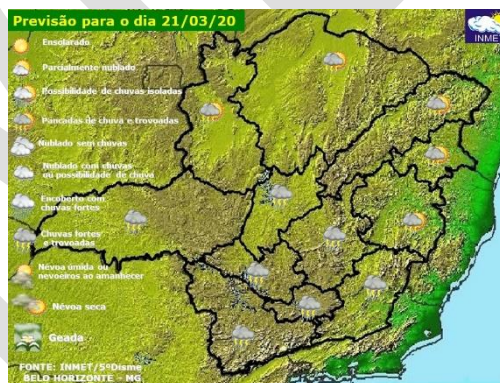 Previsão para o dia 21/03/20
INMET
Ensolarado
Parcialmente nublado
Possibilidade de chuvas isoladas
Pancadas de chuva e trovoadas
Nublado sem chuvas
Nublado com chuvas
ou possibilidade de chuva
Encoberto com
chuvas fortes
Chuvas fortes
e trovoadas
Névoa úmida ou
nevoeiros ao amanhecer
Névoa seca
Geada
FONTE: INMET/5ºDisme
BELO HORIZONTE - MG